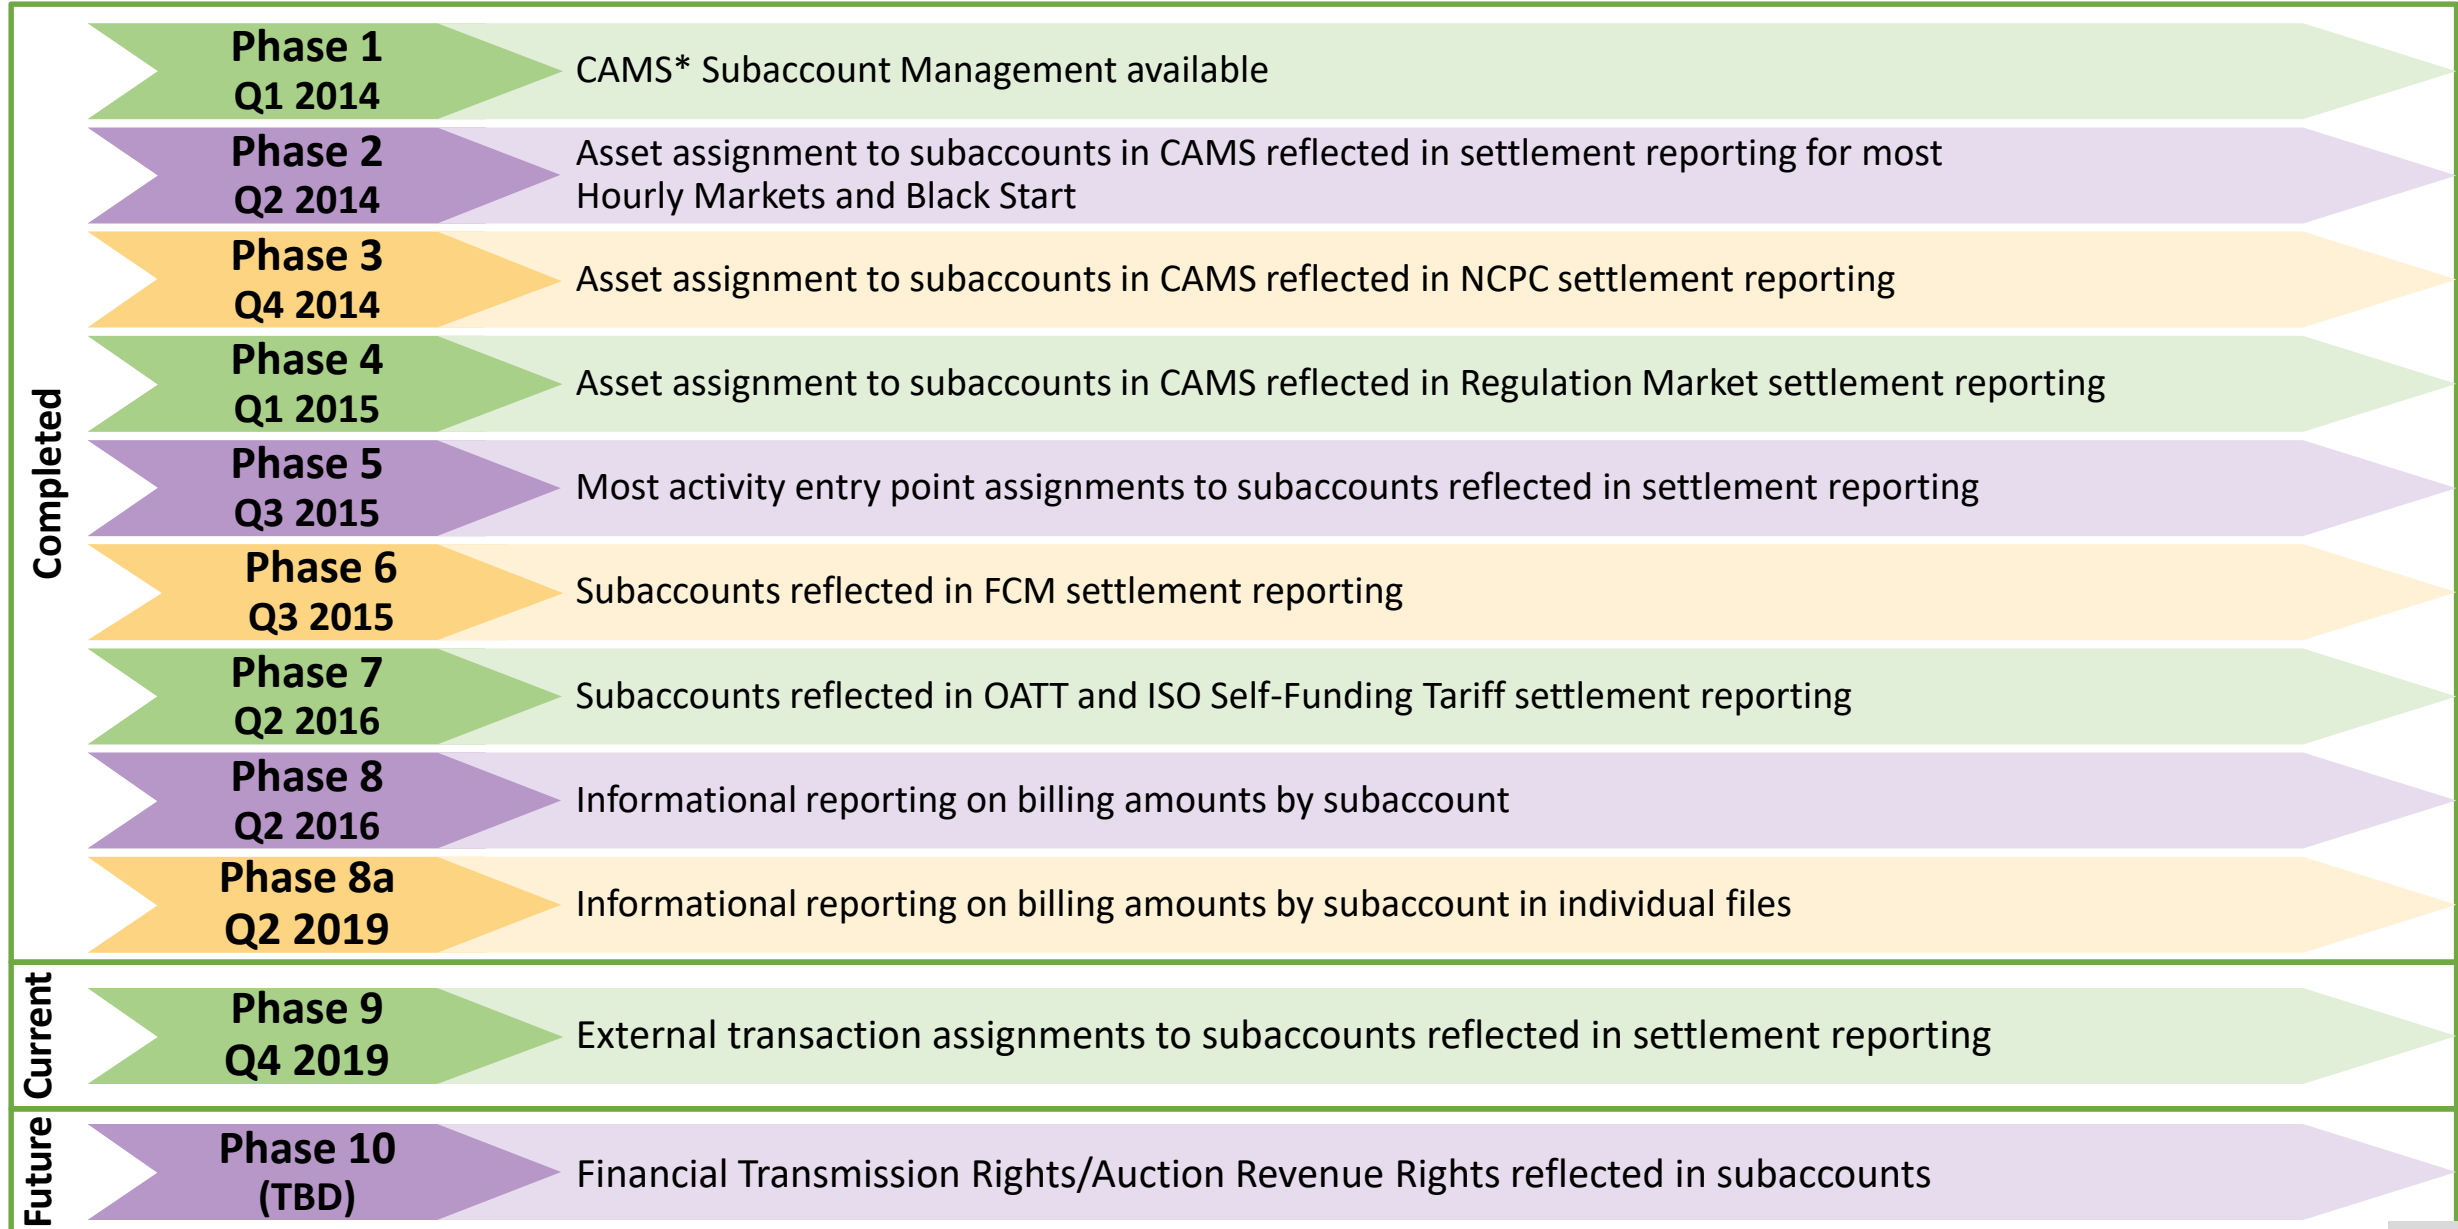 Completed
Phase 1
Q1 2014
CAMS* Subaccount Management available
Phase 2
Q2 2014
Asset assignment to subaccounts in CAMS reflected in settlement reporting for most
Hourly Markets and Black Start
Phase 3
Q4 2014
Asset assignment to subaccounts in CAMS reflected in NCPC settlement reporting
Phase 4
Q1 2015
Asset assignment to subaccounts in CAMS reflected in Regulation Market settlement reporting
Phase 5
Q3 2015
Most activity entry point assignments to subaccounts reflected in settlement reporting
Phase 6
Q3 2015
Subaccounts reflected in FCM settlement reporting
Phase 7
Q2 2016
Subaccounts reflected in OATT and ISO Self-Funding Tariff settlement reporting
Phase 8
Q2 2016
Informational reporting on billing amounts by subaccount
Phase 8a
Q2 2019
Informational reporting on billing amounts by subaccount in individual files
Current
Phase 9
Q4 2019
External transaction assignments to subaccounts reflected in settlement reporting
Future
Phase 10
(TBD)
Financial Transmission Rights/Auction Revenue Rights reflected in subaccounts